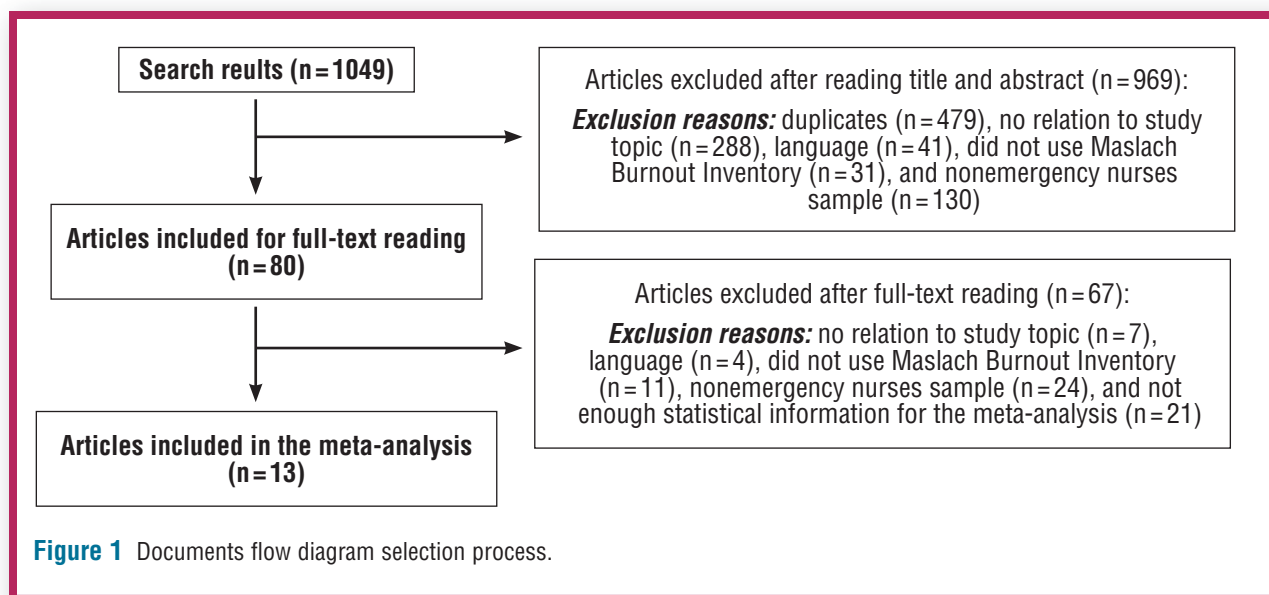 Search reults (n=1049)
Articles excluded after reading title and abstract (n=969):
Exclusion reasons: duplicates (n=479), no relation to study
topic (n=288), language (n=41), did not use Maslach
Burnout Inventory (n=31), and nonemergency nurses
sample (n=130)
Articles included for full-text reading
(n=80)
Articles excluded after full-text reading (n=67):
Exclusion reasons: no relation to study topic (n=7),
language (n=4), did not use Maslach Burnout Inventory
(n=11), nonemergency nurses sample (n=24), and not
enough statistical information for the meta-analysis (n=21)
Articles included in the meta-analysis
(n=13)
Figure 1 Documents flow diagram selection process.